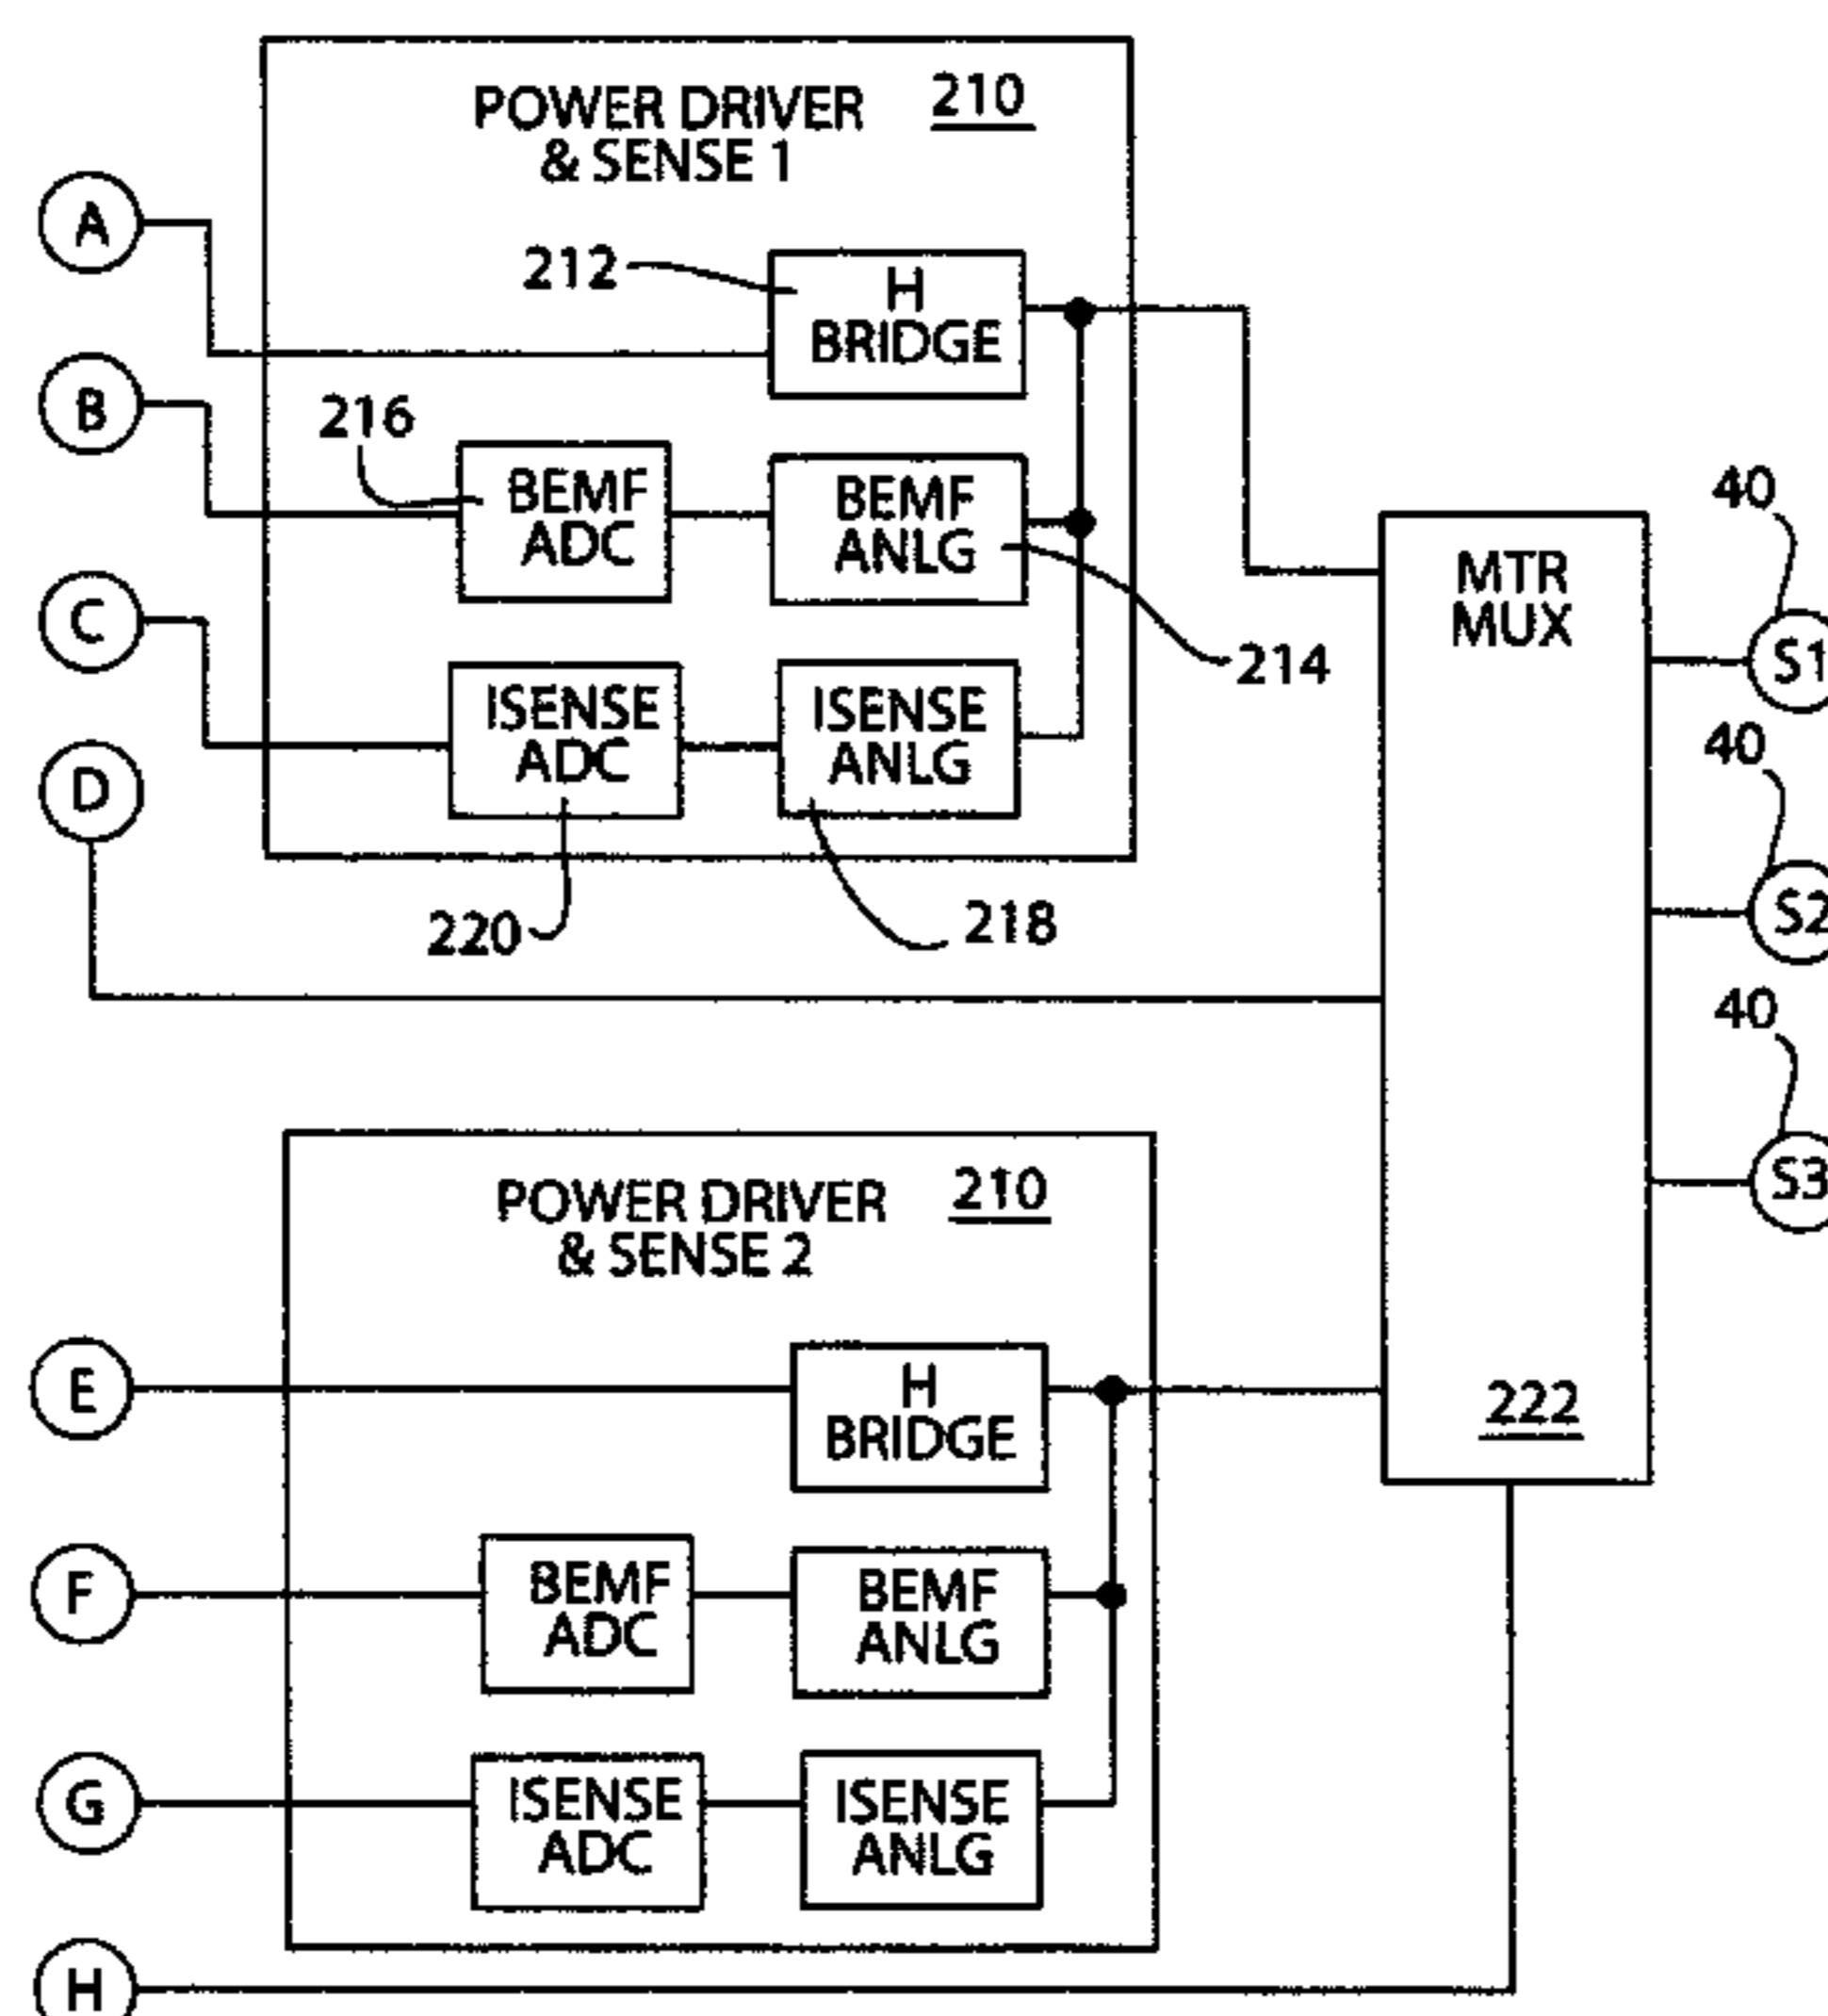 POWER DRIVER
& SENSE 1
210
A
212
H
BRIDGE
B
216
BEMF
ADC
BEMF
ANLG
214
C
ISENSE
ADC
ISENSE
ANLG
D
220
218
MTR
MUX
222
40
S1
40
S2
40
S3
POWER DRIVER
& SENSE 2
210
E
H
BRIDGE
F
BEMF
ADC
BEMF
ANLG
G
ISENSE
ADC
ISENSE
ANLG
H